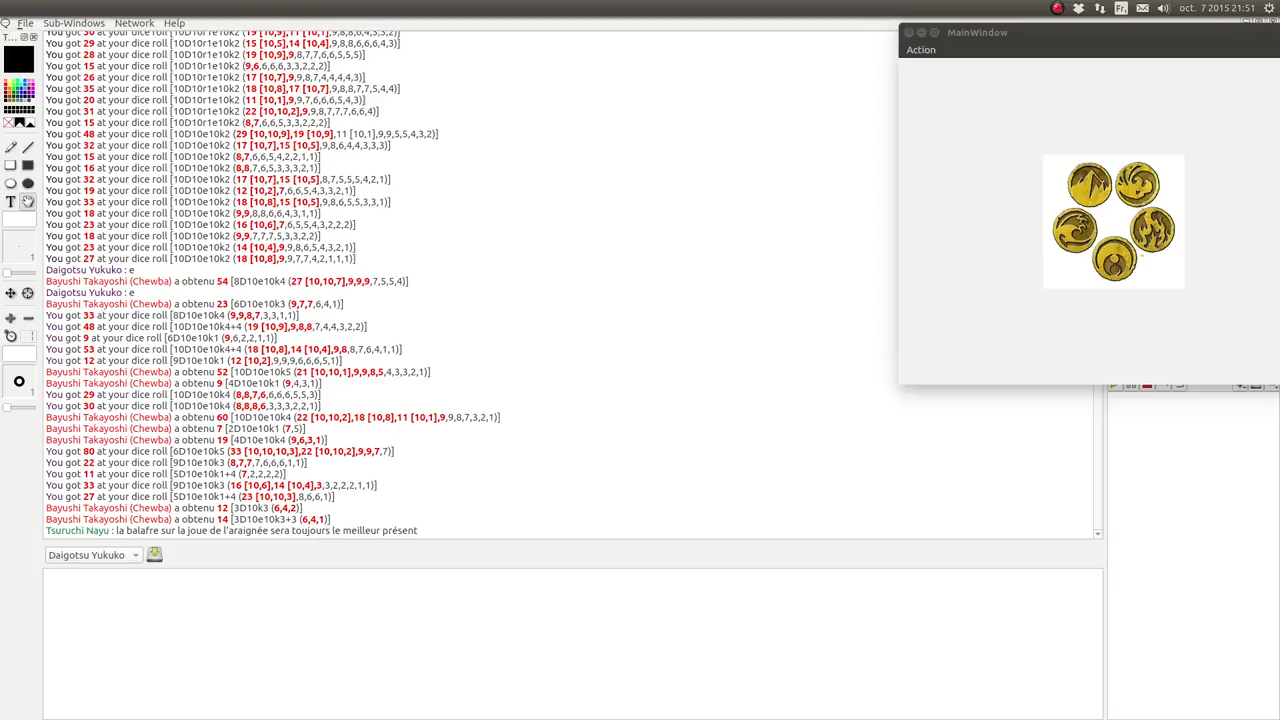 Fr, oct. 7 2015 21:51
File Sub-Windows Network Help
T...
MainWindow
Action
You got 29 at your dice roll [10D10r1e10k2 (15 [10,5],14 [10,4],9,8,8,6,6,6,4,3)]
You got 28 at your dice roll [10D10r1e10k2 (19 [10,9],9,8,7,7,6,6,5,5,5)]
You got 15 at your dice roll [10D10r1e10k2 (9,6,6,6,3,3,3,2,2,2)]
You got 26 at your dice roll [10D10r1e10k2 (17 [10,7],9,9,8,7,4,4,4,4,3)]
You got 35 at your dice roll [10D10r1e10k2 (18 [10,8],17 [10,7],9,8,8,7,7,5,4,4)]
You got 20 at your dice roll [10D10r1e10k2 (11 [10,1],9,9,7,6,6,6,5,4,3)]
You got 31 at your dice roll [10D10r1e10k2 (22 [10,10,2],9,9,8,7,7,7,6,6,4)]
You got 15 at your dice roll [10D10r1e10k2 (8,7,6,6,5,3,3,2,2,2)]
You got 48 at your dice roll [10D10e10k2 (29 [10,10,9],19 [10,9],11 [10,1],9,9,5,5,4,3,2)]
You got 32 at your dice roll [10D10e10k2 (17 [10,7],15 [10,5],9,8,6,4,4,3,3,3)]
You got 15 at your dice roll [10D10e10k2 (8,7,6,6,5,4,2,2,1,1)]
You got 16 at your dice roll [10D10e10k2 (8,8,7,6,5,3,3,3,2,1)]
You got 32 at your dice roll [10D10e10k2 (17 [10,7],15 [10,5],8,7,5,5,5,4,2,1)]
You got 19 at your dice roll [10D10e10k2 (12 [10,2],7,6,6,5,4,3,3,2,1)]
You got 33 at your dice roll [10D10e10k2 (18 [10,8],15 [10,5],9,8,6,5,5,3,3,1)]
You got 18 at your dice roll [10D10e10k2 (9,9,8,8,6,6,4,3,1,1)]
You got 23 at your dice roll [10D10e10k2 (16 [10,6],7,6,5,5,4,3,2,2,2)]
You got 18 at your dice roll [10D10e10k2 (9,9,7,7,7,5,3,3,2,2)]
You got 23 at your dice roll [10D10e10k2 (14 [10,4],9,9,8,6,5,4,3,2,1)]
You got 27 at your dice roll [10D10e10k2 (18 [10,8],9,9,7,7,4,2,1,1,1)]
Daigotsu Yukuko : e
Bayushi Takayoshi (Chewba) a obtenu 54 [8D10e10k4 (27 [10,10,7],9,9,9,7,5,5,4)]
Daigotsu Yukuko : e
Bayushi Takayoshi (Chewba) a obtenu 23 [6D10e10k3 (9,7,7,6,4,1)]
You got 33 at your dice roll [8D10e10k4 (9,9,8,7,3,3,1,1)]
You got 48 at your dice roll [10D10e10k4+4 (19 [10,9],9,8,8,7,4,4,3,2,2)]
You got 9 at your dice roll [6D10e10k1 (9,6,2,2,1,1)]
You got 53 at your dice roll [10D10e10k4+4 (18 [10,8],14 [10,4],9,8,8,7,6,4,1,1)]
You got 12 at your dice roll [9D10e10k1 (12 [10,2],9,9,9,6,6,6,5,1)]
Bayushi Takayoshi (Chewba) a obtenu 52 [10D10e10k5 (21 [10,10,1],9,9,8,5,4,3,3,2,1)]
Bayushi Takayoshi (Chewba) a obtenu 9 [4D10e10k1 (9,4,3,1)]
You got 29 at your dice roll [10D10e10k4 (8,8,7,6,6,6,6,5,5,3)]
You got 30 at your dice roll [10D10e10k4 (8,8,8,6,3,3,3,2,2,1)]
Bayushi Takayoshi (Chewba) a obtenu 60 [10D10e10k4 (22 [10,10,2],18 [10,8],11 [10,1],9,9,8,7,3,2,1)]
Bayushi Takayoshi (Chewba) a obtenu 7 [2D10e10k1 (7,5)]
Bayushi Takayoshi (Chewba) a obtenu 19 [4D10e10k4 (9,6,3,1)]
You got 80 at your dice roll [6D10e10k5 (33 [10,10,10,3],22 [10,10,2],9,9,7,7)]
You got 22 at your dice roll [9D10e10k3 (8,7,7,7,6,6,6,1,1)]
You got 11 at your dice roll [5D10e10k1+4 (7,2,2,2,2)]
You got 33 at your dice roll [9D10e10k3 (16 [10,6],14 [10,4],3,3,2,2,2,1,1)]
You got 27 at your dice roll [5D10e10k1+4 (23 [10,10,3],8,6,6,1)]
Bayushi Takayoshi (Chewba) a obtenu 12 [3D10k3 (6,4,2)]
Bayushi Takayoshi (Chewba) a obtenu 14 [3D10e10k3+3 (6,4,1)]
Tsuruchi Nayu : la balafre sur la joue de l'araignée sera toujours le meilleur présent
Daigotsu Yukuko
T
1
1